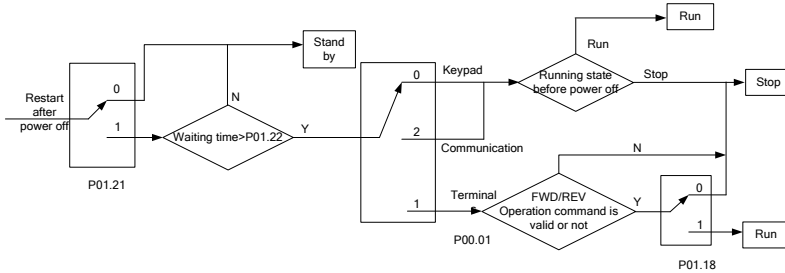 Restart
after
power off
0
1
P01.21
Stand
by
N
Waiting time>P01.22
Y
0
2
1
Keypad
Communication
Terminal
P00.01
Run
Run
Running state
before power off
Stop
Stop
N
FWD/REV
Operation command is
valid or not
Y
0
1
P01.18
Run